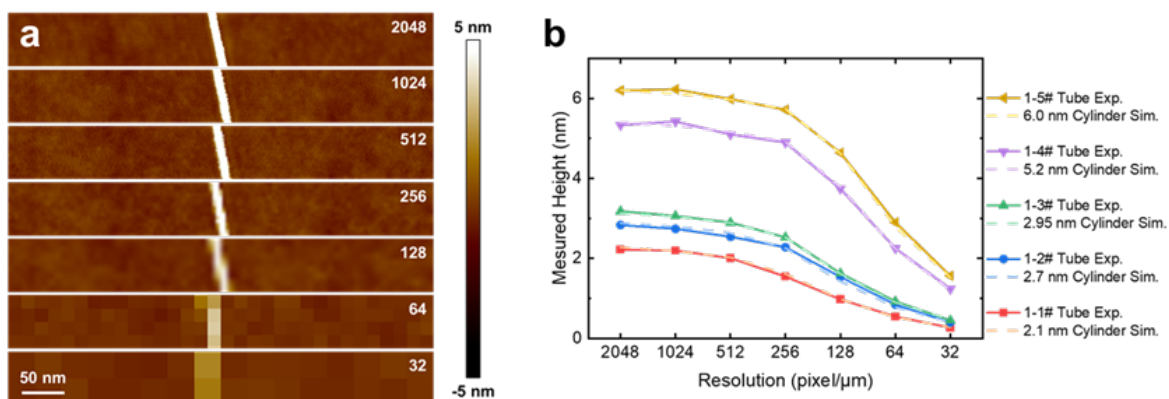 a
2048
1024
512
256
128
64
32
50 nm
5 nm
-5 nm
b
Mesured Height (nm)
6
4
2
0
2048 1024 512 256 128 64 32
Resolution (pixel/µm)
1-5# Tube Exp.
6.0 nm Cylinder Sim.
1-4# Tube Exp.
5.2 nm Cylinder Sim.
1-3# Tube Exp.
2.95 nm Cylinder Sim.
1-2# Tube Exp.
2.7 nm Cylinder Sim.
1-1# Tube Exp.
2.1 nm Cylinder Sim.